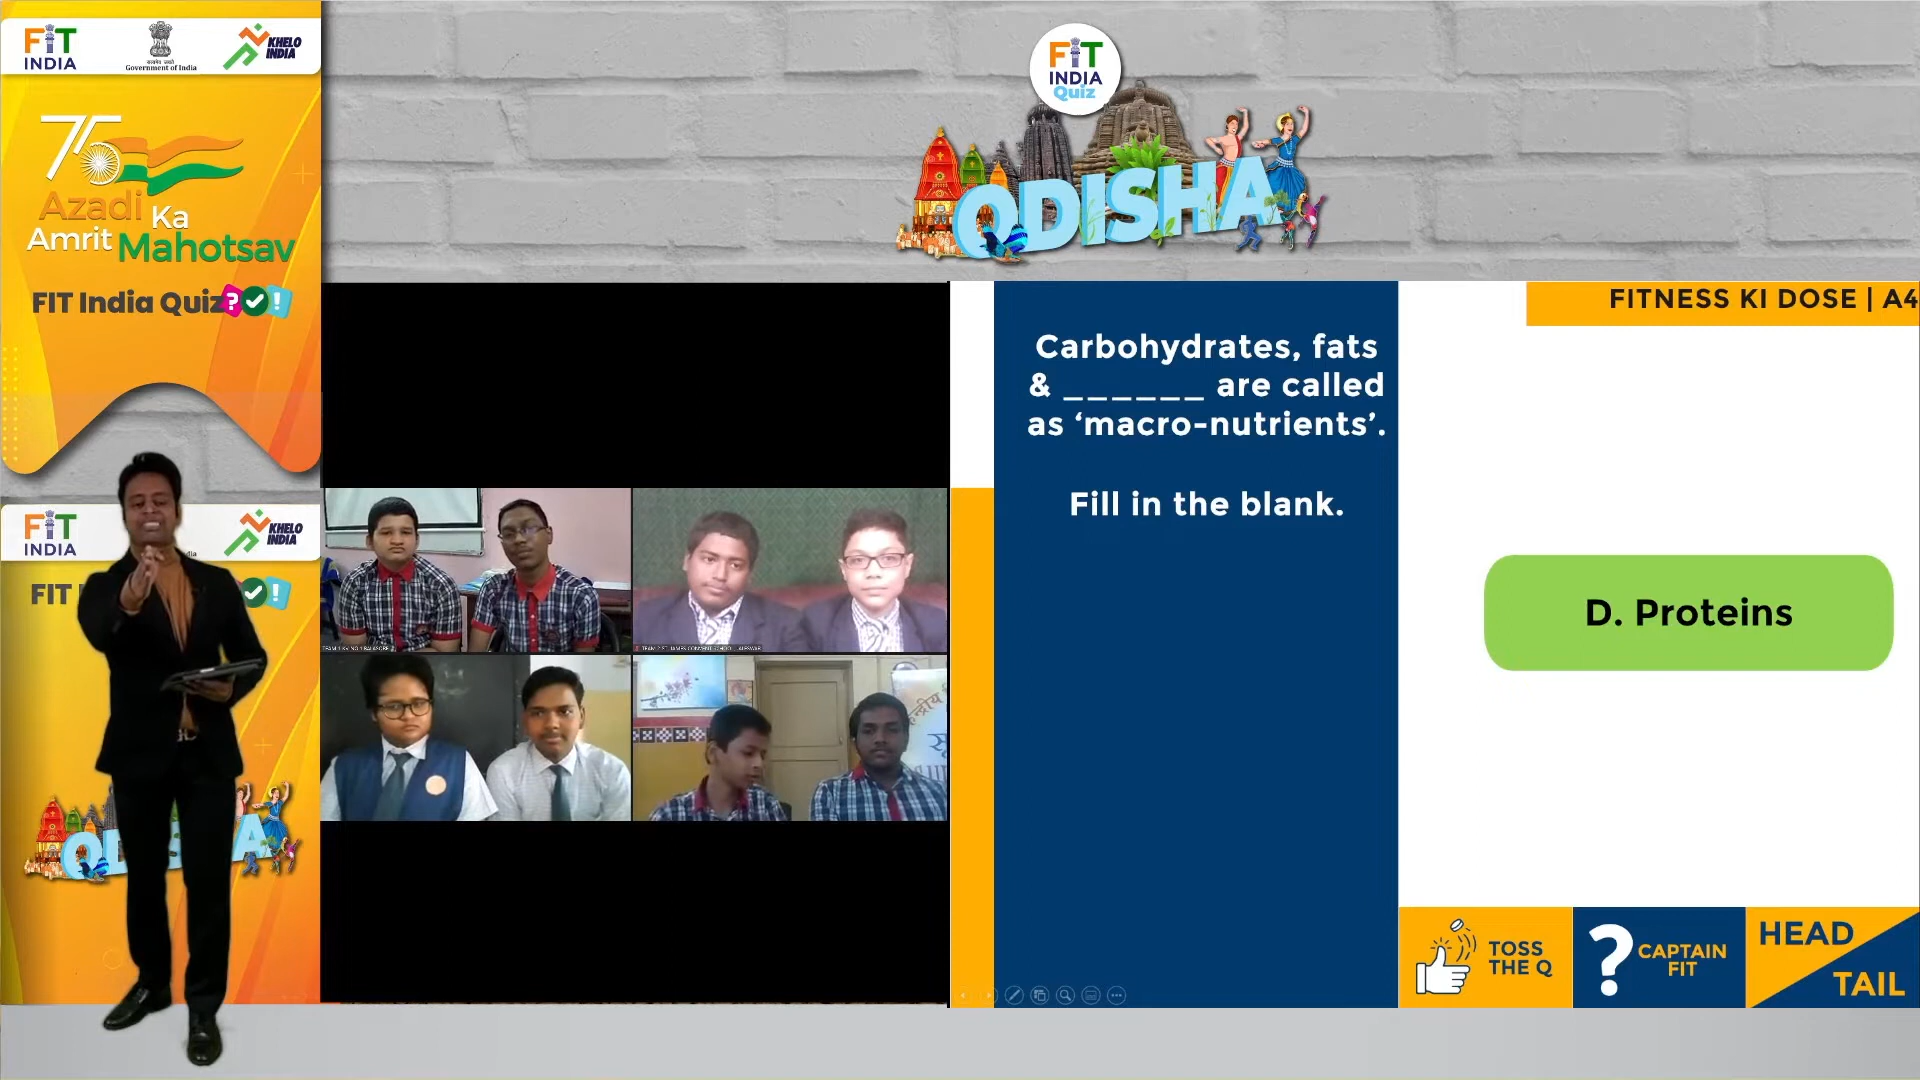 FiT
INDIA
Government of India
KHELO
INDIA
75
Azadi Ka
Amrit Mahotsav
FIT India Quiz?!
FiT
INDIA
KHELO
INDIA
FIT
!
FiT
INDIA
Quiz
ODISHA
FITNESS KI DOSE | A4
Carbohydrates, fats
& ______ are called
as ‘macro-nutrients’.
Fill in the blank.
D. Proteins
TOSS
THE Q
?
CAPTAIN
FIT
HEAD
TAIL